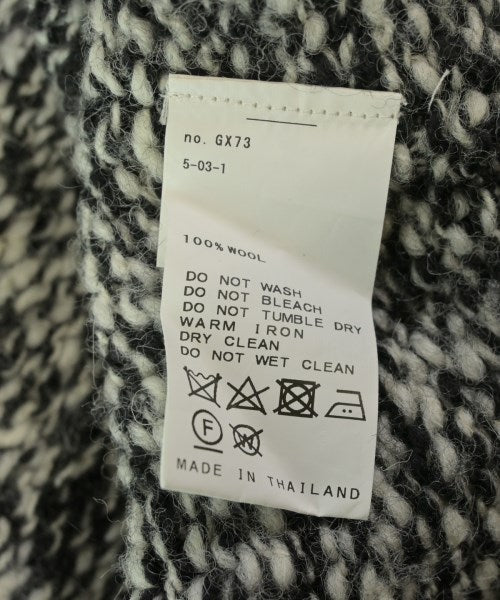 no. GX73
5-03-1
100% WOOL
DO NOT WASH
DO NOT BLEACH
DO NOT TUMBLE DRY
WARM IRON
DRY CLEAN
DO NOT WET CLEAN
F W
MADE IN THAILAND